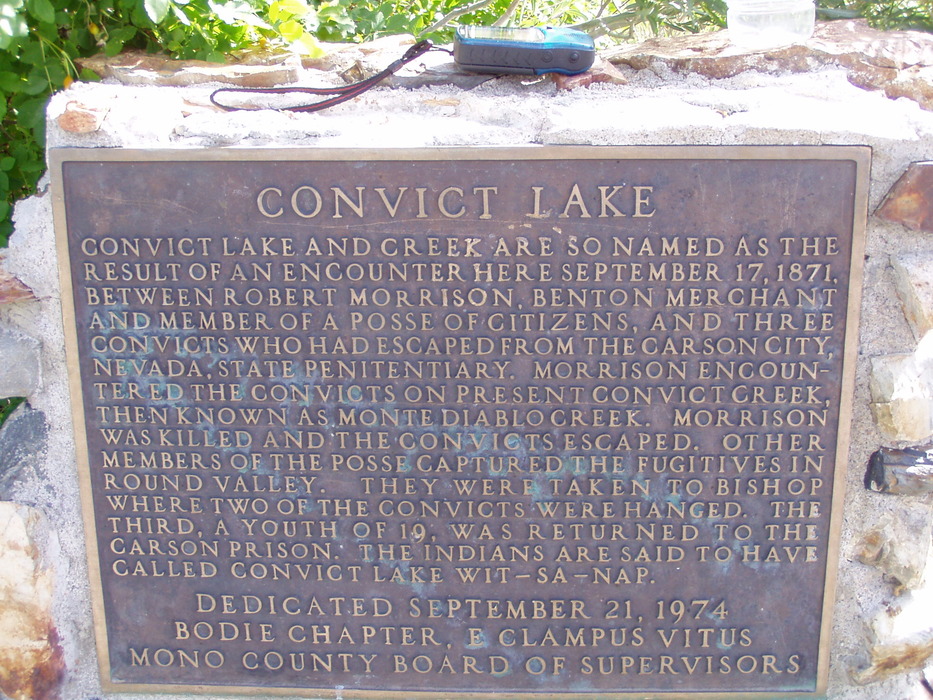 CONVICT LAKE
CONVICT LAKE AND CREEK ARE SO NAMED AS THE
RESULT OF AN ENCOUNTER HERE SEPTEMBER 17, 1871,
BETWEEN ROBERT MORRISON, BENTON MERCHANT
AND MEMBER OF A POSSE OF CITIZENS, AND THREE
CONVICTS WHO HAD ESCAPED FROM THE CARSON CITY,
NEVADA, STATE PENITENTIARY. MORRISON ENCOUN-
TERED THE CONVICTS ON PRESENT CONVICT CREEK,
THEN KNOWN AS MONTE DIABLO CREEK. MORRISON
WAS KILLED AND THE CONVICTS ESCAPED. OTHER
MEMBERS OF THE POSSE CAPTURED THE FUGITIVES IN
ROUND VALLEY. THEY WERE TAKEN TO BISHOP
WHERE TWO OF THE CONVICTS WERE HANGED. THE
THIRD, A YOUTH OF 19, WAS RETURNED TO THE
CARSON PRISON. THE INDIANS ARE SAID TO HAVE
CALLED CONVICT LAKE WIT-SA-NAP.
DEDICATED SEPTEMBER 21, 1974
BODIE CHAPTER, E CLAMPUS VITUS
MONO COUNTY BOARD OF SUPERVISORS